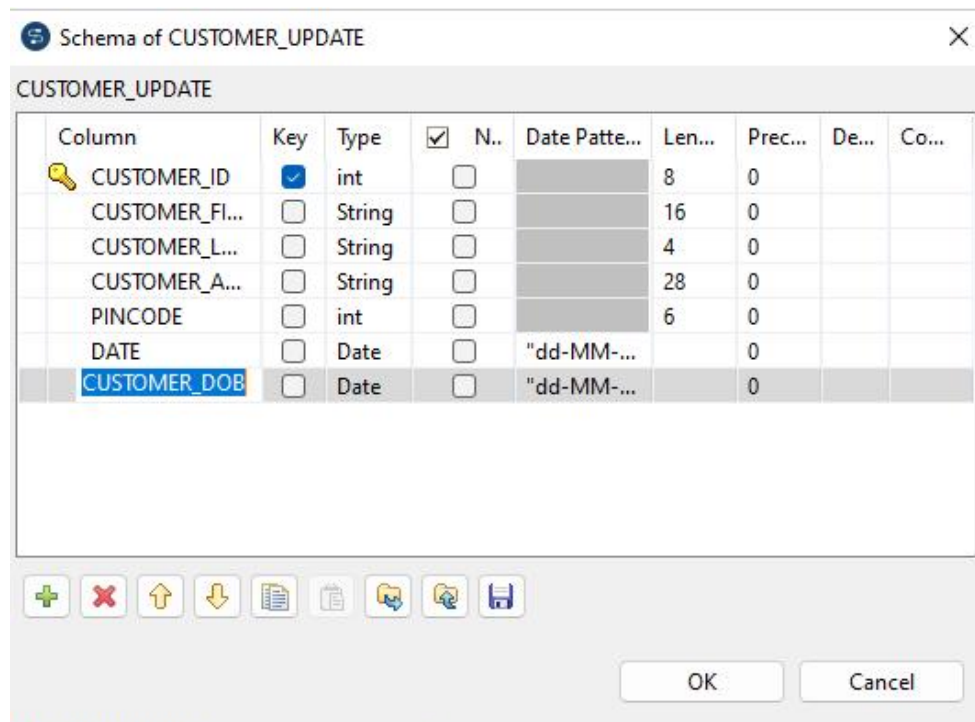 Schema of CUSTOMER_UPDATE
CUSTOMER_UPDATE
Column Key Type N.. Date Patte... Len... Prec... De... Co...
CUSTOMER_ID int 8 0
CUSTOMER_FI... String 16 0
CUSTOMER_L... String 4 0
CUSTOMER_A... String 28 0
PINCODE int 6 0
DATE Date "dd-MM-... 0
CUSTOMER_DOB Date "dd-MM-... 0
OK Cancel